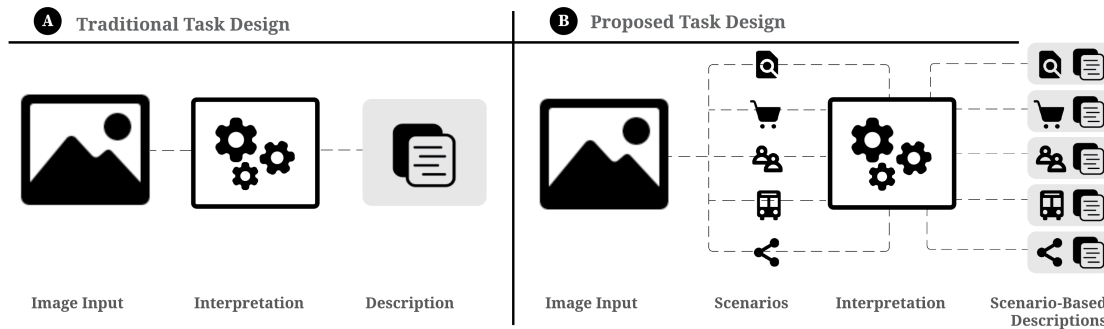 A Traditional Task Design
Image Input Interpretation Description
B Proposed Task Design
Image Input Scenarios Interpretation Scenario-Based
Descriptions